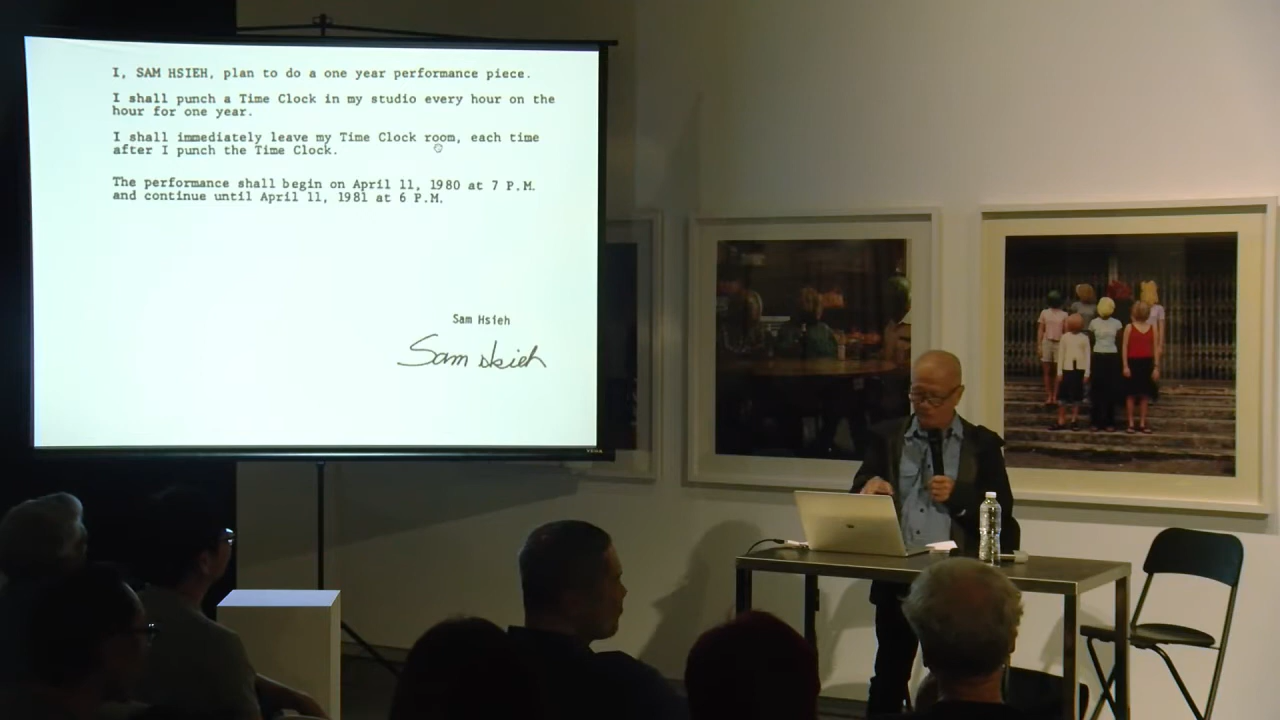 I, SAM HSIEH, plan to do a one year performance piece.
I shall punch a Time Clock in my studio every hour on the
hour for one year.
I shall immediately leave my Time Clock room, each time
after I punch the Time Clock.
The performance shall begin on April 11, 1980 at 7 P.M.
and continue until April 11, 1981 at 6 P.M.
Sam Hsieh
Sam Hsieh